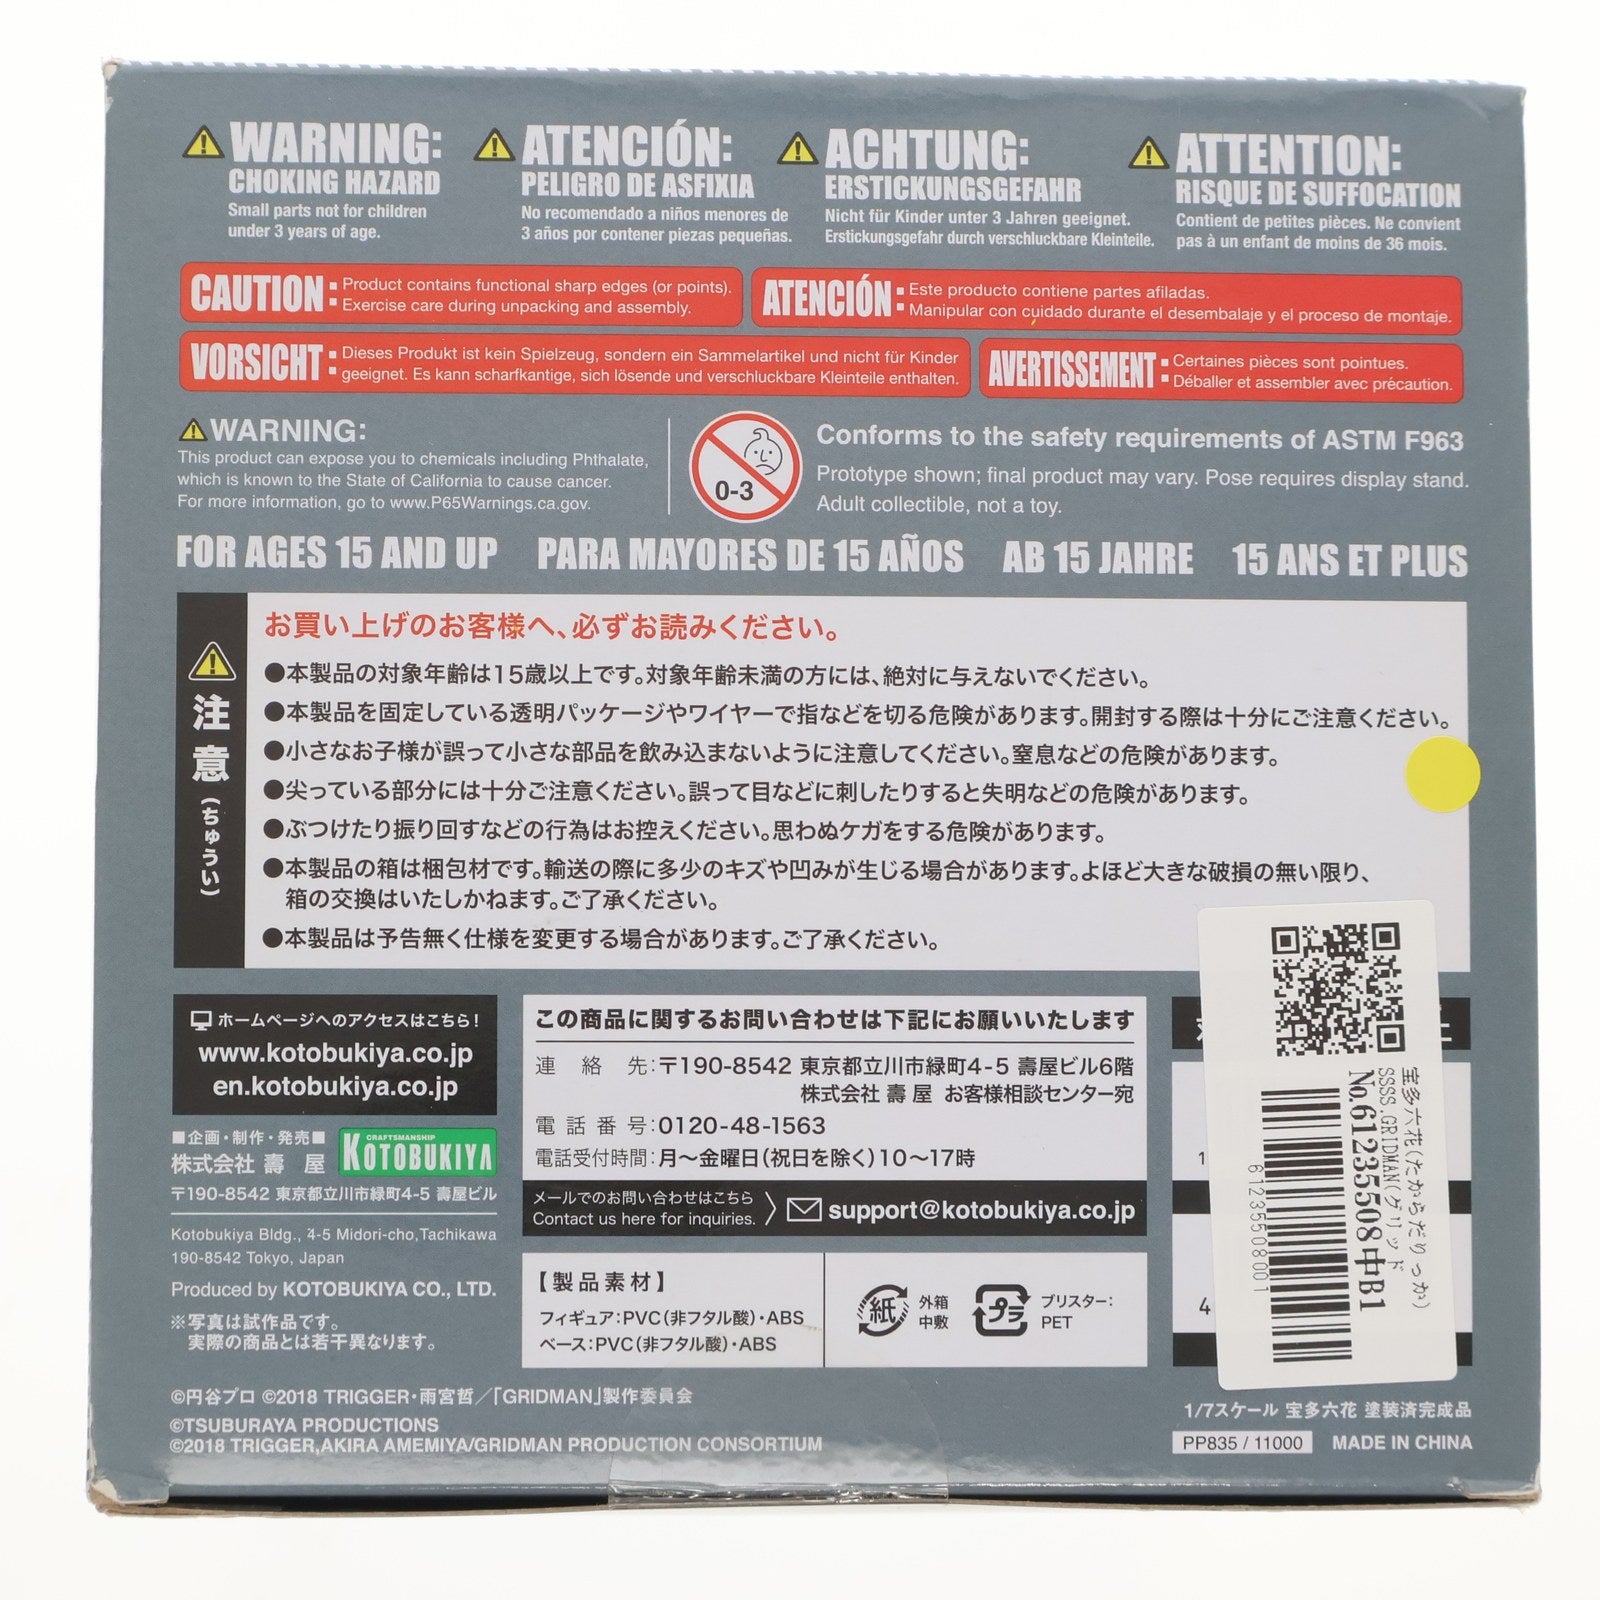 WARNING:
CHOKING HAZARD
Small parts not for children
under 3 years of age.
ATENCIÓN:
PELIGRO DE ASFIXIA
No recomendado a niños menores de
3 años por contener piezas pequeñas.
ACHTUNG:
ERSTICKUNGSGEFAHR
Nicht für Kinder unter 3 Jahren geeignet.
Erstickungsgefahr durch verschluckbare Kleinteile.
ATTENTION:
RISQUE DE SUFFOCATION
Contient de petites pièces. Ne convient
pas à un enfant de moins de 36 mois.
CAUTION: Product contains functional sharp edges (or points).
Exercise care during unpacking and assembly.
ATENCIÓN: Este producto contiene partes afiladas.
Manipular con cuidado durante el desembalaje y el proceso de montaje.
VORSICHT: Dieses Produkt ist kein Spielzeug, sondern ein Sammelartikel und nicht für Kinder
geeignet. Es kann scharfkantige, sich lösende und verschluckbare Kleinteile enthalten.
AVERTISSEMENT: Certaines pièces sont pointues.
Déballer et assembler avec précaution.
WARNING:
This product can expose you to chemicals including Phthalate,
which is known to the State of California to cause cancer.
For more information, go to www.P65Warnings.ca.gov.
0-3
Conforms to the safety requirements of ASTM F963
Prototype shown; final product may vary. Pose requires display stand.
Adult collectible, not a toy.
FOR AGES 15 AND UP PARA MAYORES DE 15 AÑOS AB 15 JAHRE 15 ANS ET PLUS
注意(ちゅうい)
お買い上げのお客様へ、必ずお読みください。
●本製品の対象年齢は15歳以上です。対象年齢未満の方には、絶対に与えないでください。
●本製品を固定している透明パッケージやワイヤーで指などを切る危険があります。開封する際は十分にご注意ください。
●小さなお子様が誤って小さな部品を飲み込まないように注意してください。窒息などの危険があります。
●尖っている部分には十分ご注意ください。誤って目などに刺したりすると失明などの危険があります。
●ぶつけたり振り回すなどの行為はお控えください。思わぬケガをする危険があります。
●本製品の箱は梱包材です。輸送の際に多少のキズや凹みが生じる場合があります。よほど大きな破損の無い限り、
箱の交換はいたしかねます。ご了承ください。
●本製品は予告無く仕様を変更する場合があります。ご了承ください。
ホームページへのアクセスはこちら!
www.kotobukiya.co.jp
en.kotobukiya.co.jp
■企画・制作・発売■
株式会社 壽 屋
CRAFTSMANSHIP
KOTOBUKIYA
〒190-8542 東京都立川市緑町4-5 壽屋ビル
Kotobukiya Bldg., 4-5 Midori-cho,Tachikawa
190-8542 Tokyo, Japan
Produced by KOTOBUKIYA CO., LTD.
※写真は試作品です。
実際の商品とは若干異なります。
この商品に関するお問い合わせは下記にお願いいたします
連絡先:〒190-8542 東京都立川市緑町4-5 壽屋ビル6階
株式会社 壽 屋 お客様相談センター宛
電話番号:0120-48-1563
電話受付時間:月～金曜日(祝日を除く)10～17時
メールでのお問い合わせはこちら
Contact us here for inquiries.
support@kotobukiya.co.jp
【製品素材】
フィギュア:PVC(非フタル酸)・ABS
ベース:PVC(非フタル酸)・ABS
紙
外箱
中敷
プラ
ブリスター:
PET
宝多六花(たからだりっか)
SSSS.GRIDMAN(グリッド
No.612355508中B1
6123550800１
1
4
©円谷プロ ©2018 TRIGGER・雨宮哲/「GRIDMAN」製作委員会
©TSUBURAYA PRODUCTIONS
©2018 TRIGGER,AKIRA AMEMIYA/GRIDMAN PRODUCTION CONSORTIUM
1/7スケール 宝多六花 塗装済完成品
PP835 / 11000 MADE IN CHINA